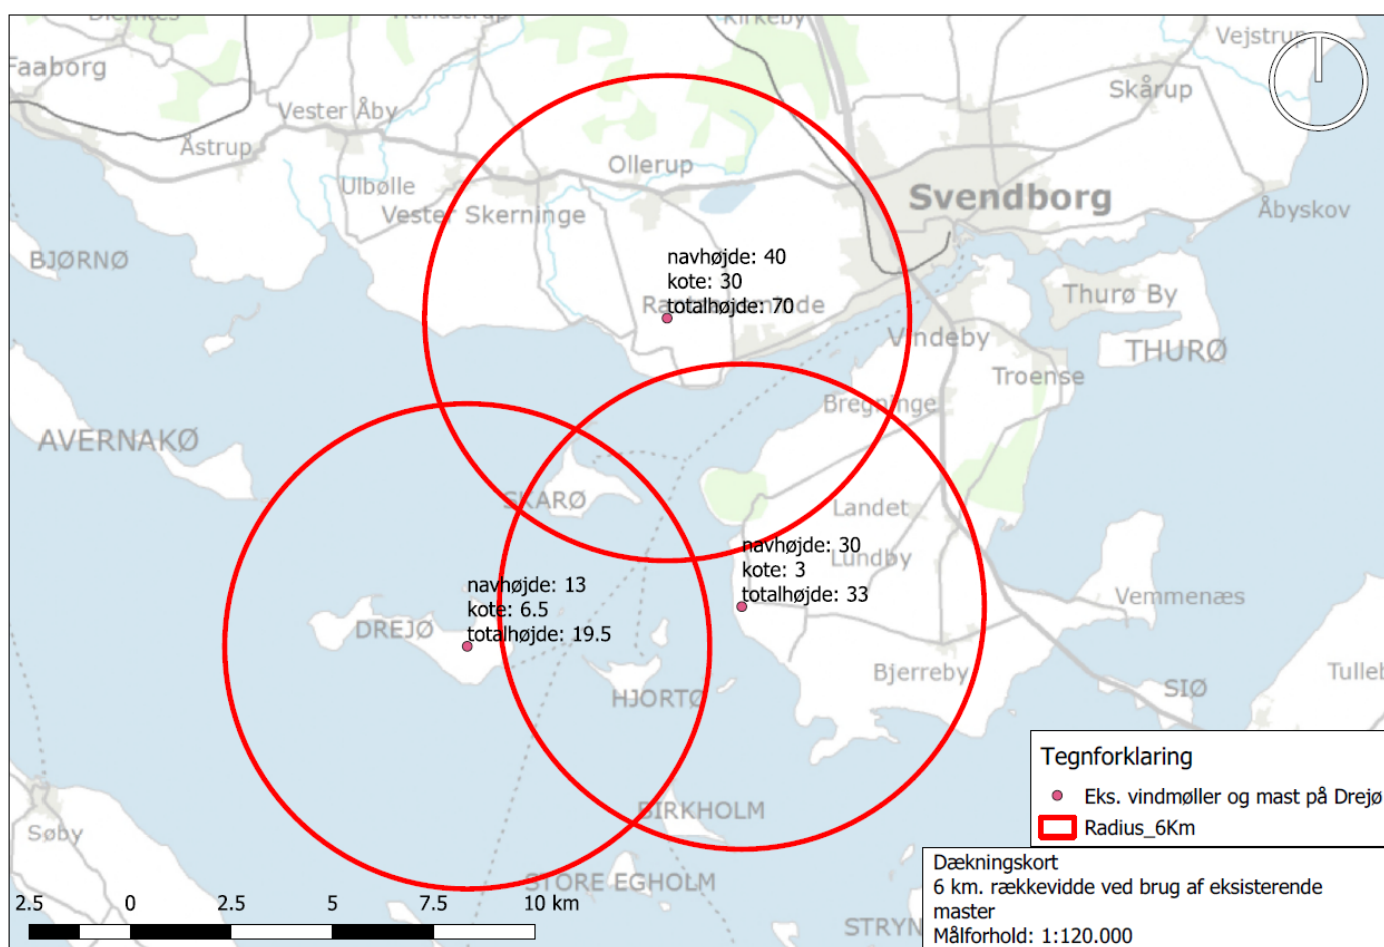 Kirkeby
Vejstrup
Faaborg
Skårup
Vester Åby
Åstrup
Ollerup
Ulbølle
Vester Skerninge
Svendborg
Åbyskov
BJØRNØ
navhøjde: 40
kote: 30
totalhøjde: 70
Thurø By
Vindeby
THURØ
Troense
Bregninge
AVERNAKØ
SKARØ
Landet
navhøjde: 30
kote: 3
totalhøjde: 33
Lundby
navhøjde: 13
kote: 6.5
totalhøjde: 19.5
DREJØ
Vemmenæs
Bjerreby
SIØ
HJORTØ
BIRKHOLM
Søby
STORE EGHOLM
STRYN
Tegnforklaring
Eks. vindmøller og mast på Drejø
Radius_6Km
Dækningskort
6 km. rækkevidde ved brug af eksisterende
master
Målforhold: 1:120.000
2.5 0 2.5 5 7.5 10 km